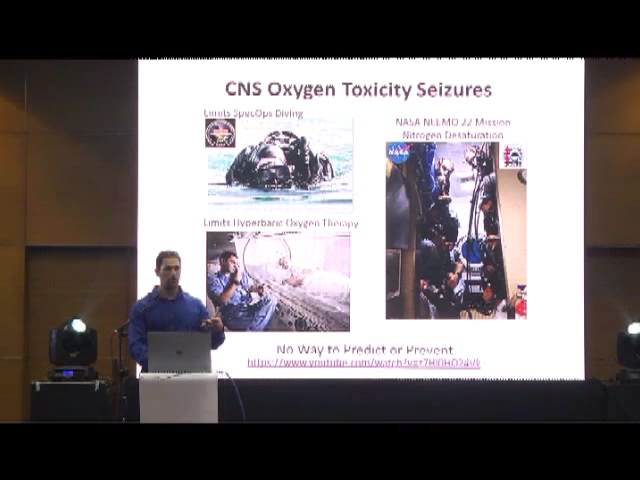 CNS Oxygen Toxicity Seizures
Limits SpecOps Diving
NASA NEEMO 22 Mission
Nitrogen Desaturation
NASA
Limits Hyperbaric Oxygen Therapy
No Way to Predict or Prevent